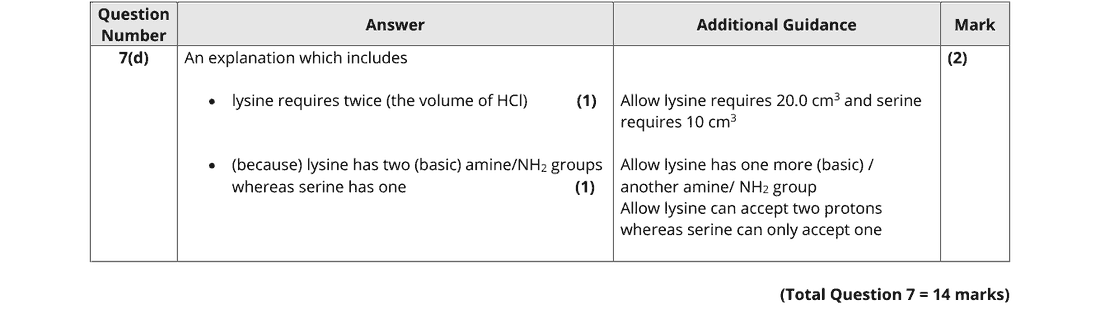 Question Number Answer Additional Guidance Mark
7(d) An explanation which includes (2)
• lysine requires twice (the volume of HCl) (1) Allow lysine requires 20.0 cm³ and serine
requires 10 cm³
• (because) lysine has two (basic) amine/NH₂ groups Allow lysine has one more (basic) /
whereas serine has one (1) another amine/ NH₂ group
Allow lysine can accept two protons
whereas serine can only accept one
(Total Question 7 = 14 marks)